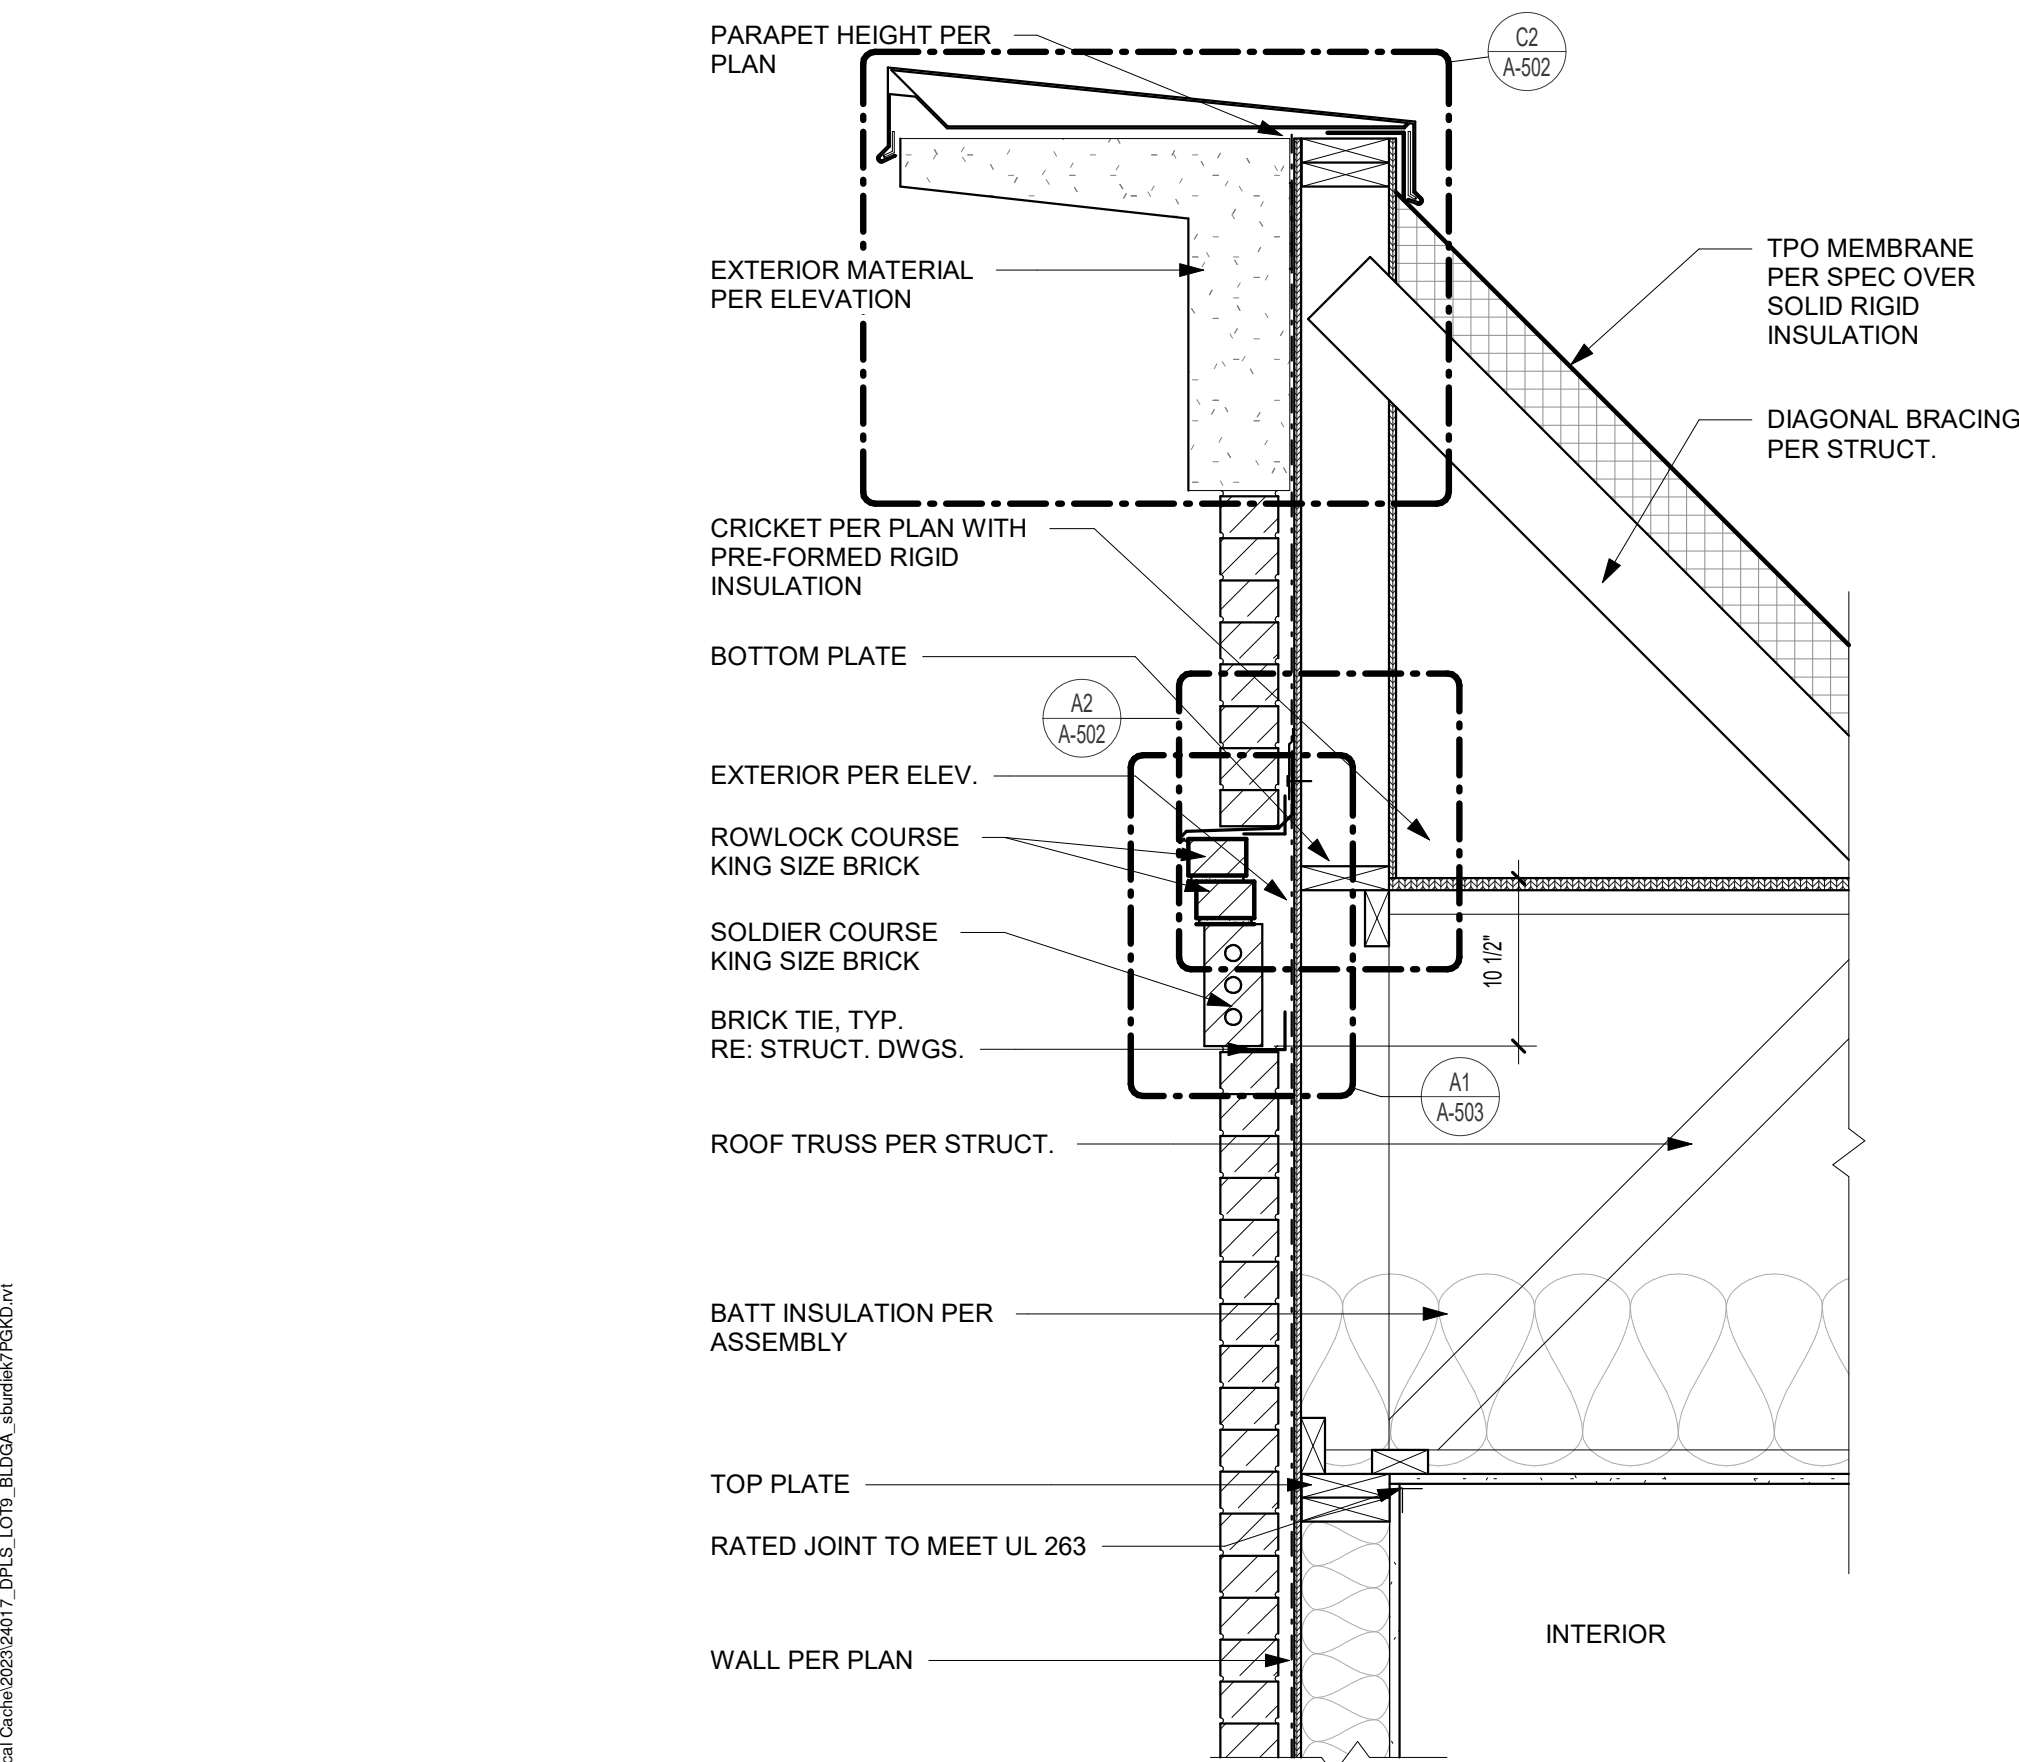 PARAPET HEIGHT PER
PLAN
C2
A-502
EXTERIOR MATERIAL
PER ELEVATION
TPO MEMBRANE
PER SPEC OVER
SOLID RIGID
INSULATION
DIAGONAL BRACING
PER STRUCT.
CRICKET PER PLAN WITH
PRE-FORMED RIGID
INSULATION
BOTTOM PLATE
A2
A-502
EXTERIOR PER ELEV.
ROWLOCK COURSE
KING SIZE BRICK
SOLDIER COURSE
KING SIZE BRICK
10 1/2"
BRICK TIE, TYP.
RE: STRUCT. DWGS.
A1
A-503
ROOF TRUSS PER STRUCT.
BATT INSULATION PER
ASSEMBLY
TOP PLATE
RATED JOINT TO MEET UL 263
INTERIOR
WALL PER PLAN
cal Cache\2023\24017_DPLS_LOT9_BLDGA_sburdiek7PGKD.rvt